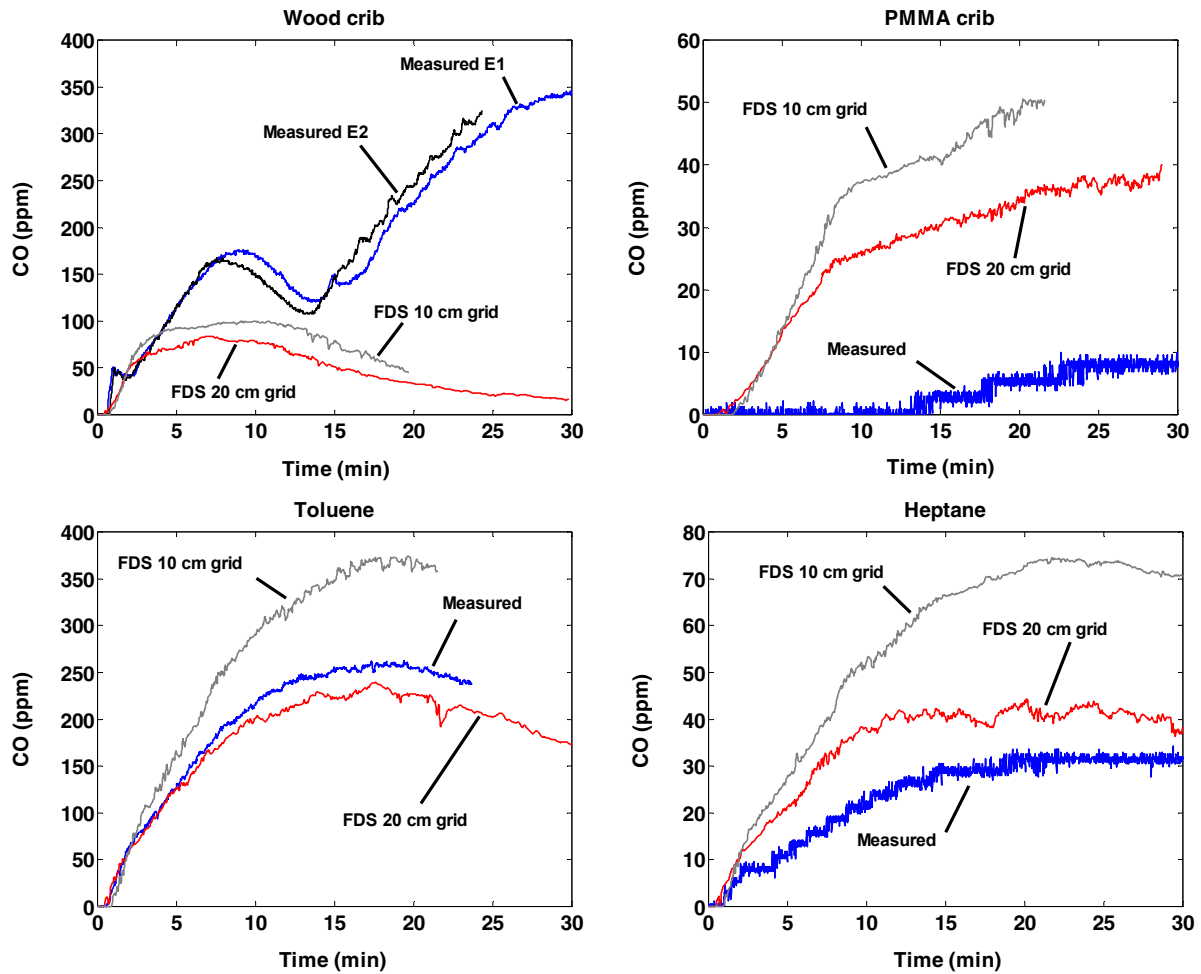 Wood crib
400
350
300
250
200
150
100
50
0
CO (ppm)
Measured E1
Measured E2
FDS 10 cm grid
FDS 20 cm grid
0 5 10 15 20 25 30
Time (min)
PMMA crib
60
50
40
30
20
10
0
CO (ppm)
FDS 10 cm grid
FDS 20 cm grid
Measured
0 5 10 15 20 25 30
Time (min)
Toluene
400
350
300
250
200
150
100
50
0
CO (ppm)
FDS 10 cm grid
Measured
FDS 20 cm grid
0 5 10 15 20 25 30
Time (min)
Heptane
80
70
60
50
40
30
20
10
0
CO (ppm)
FDS 10 cm grid
FDS 20 cm grid
Measured
0 5 10 15 20 25 30
Time (min)